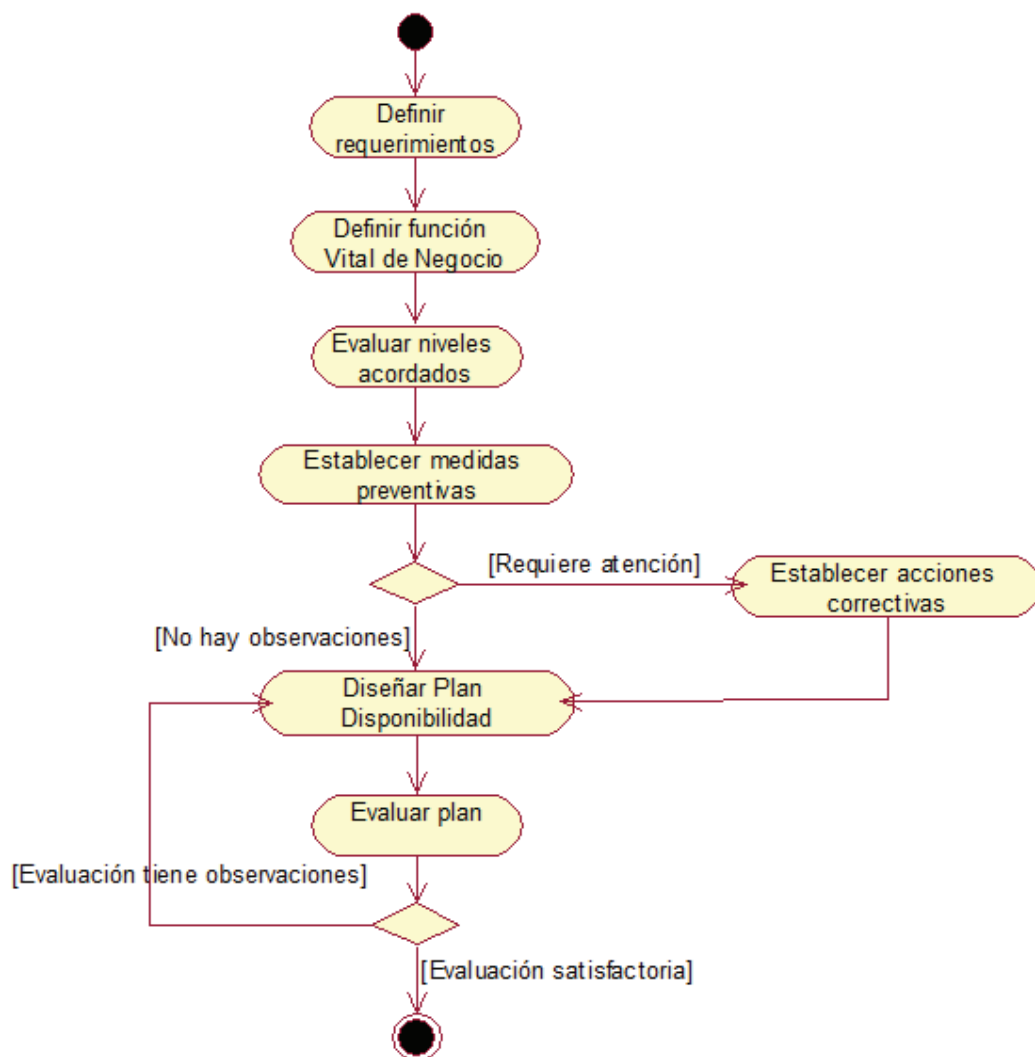 Definir
requerimientos
Definir función
Vital de Negocio
Evaluar niveles
acordados
Establecer medidas
preventivas
[Requiere atención]
Establecer acciones
correctivas
[No hay observaciones]
Diseñar Plan
Disponibilidad
Evaluar plan
[Evaluación tiene observaciones]
[Evaluación satisfactoria]